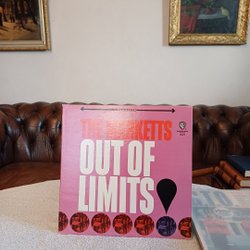 THE MARKETTS
OUT OF
LIMITS!